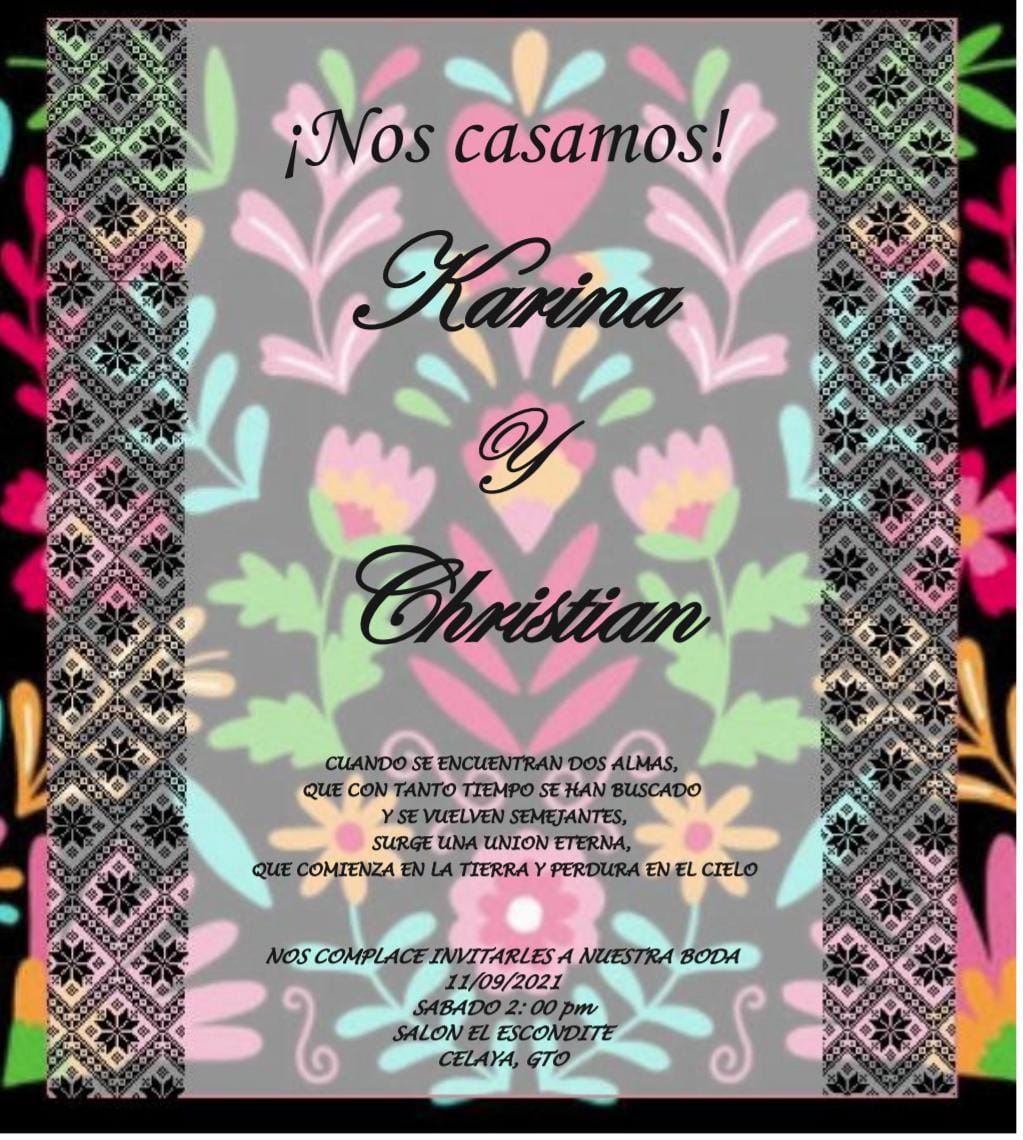 ¡Nos casamos!
Karina
Y
Christian
CUANDO SE ENCUENTRAN DOS ALMAS,
QUE CON TANTO TIEMPO SE HAN BUSCADO
Y SE VUELVEN SEMEJANTES,
SURGE UNA UNION ETERNA,
QUE COMIENZA EN LA TIERRA Y PERDURA EN EL CIELO
NOS COMPLACE INVITARLES A NUESTRA BODA
11/09/2021
SABADO 2: 00 pm
SALON EL ESCONDITE
CELAYA, GTO